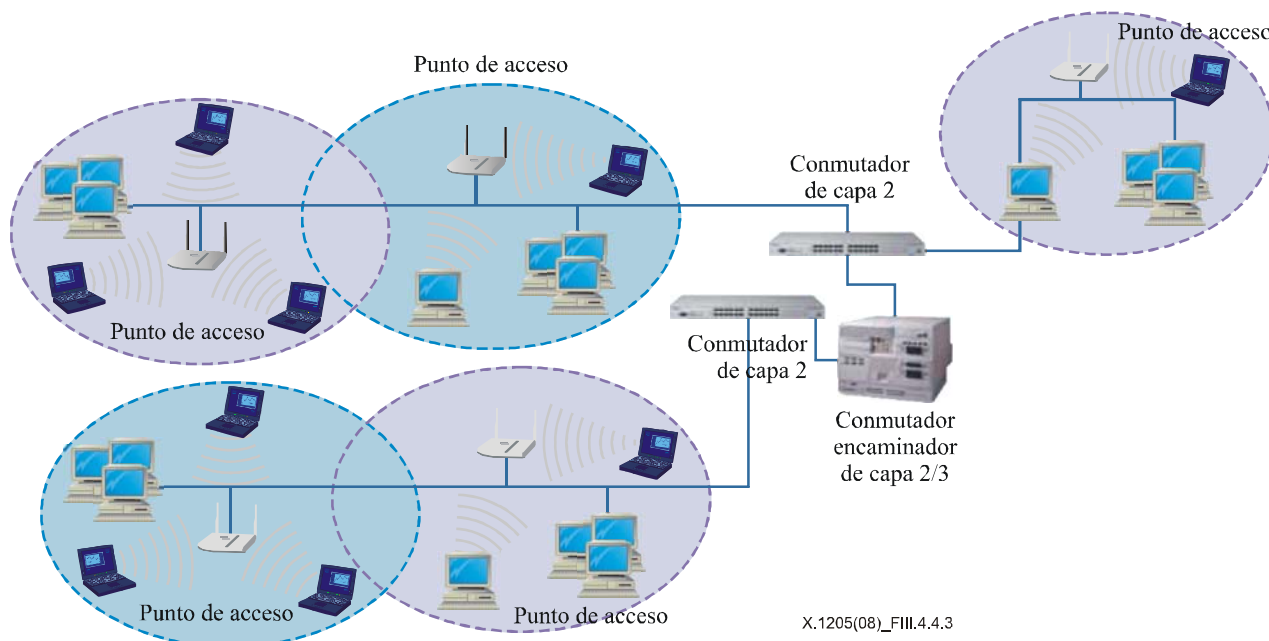 Punto de acceso
Punto de acceso
Conmutador
de capa 2
Punto de acceso
Conmutador
de capa 2
Conmutador
encaminador
de capa 2/3
Punto de acceso
Punto de acceso
X.1205(08)_FIII.4.4.3